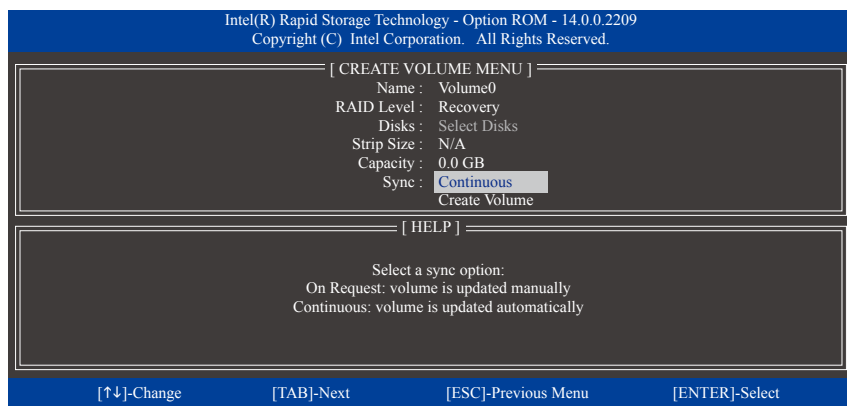 Intel(R) Rapid Storage Technology - Option ROM - 14.0.0.2209
Copyright (C) Intel Corporation. All Rights Reserved.
[ CREATE VOLUME MENU ]
Name : Volume0
RAID Level : Recovery
Disks : Select Disks
Strip Size : N/A
Capacity : 0.0 GB
Sync : Continuous
Create Volume
[ HELP ]
Select a sync option:
On Request: volume is updated manually
Continuous: volume is updated automatically
[↑↓]-Change [TAB]-Next [ESC]-Previous Menu [ENTER]-Select